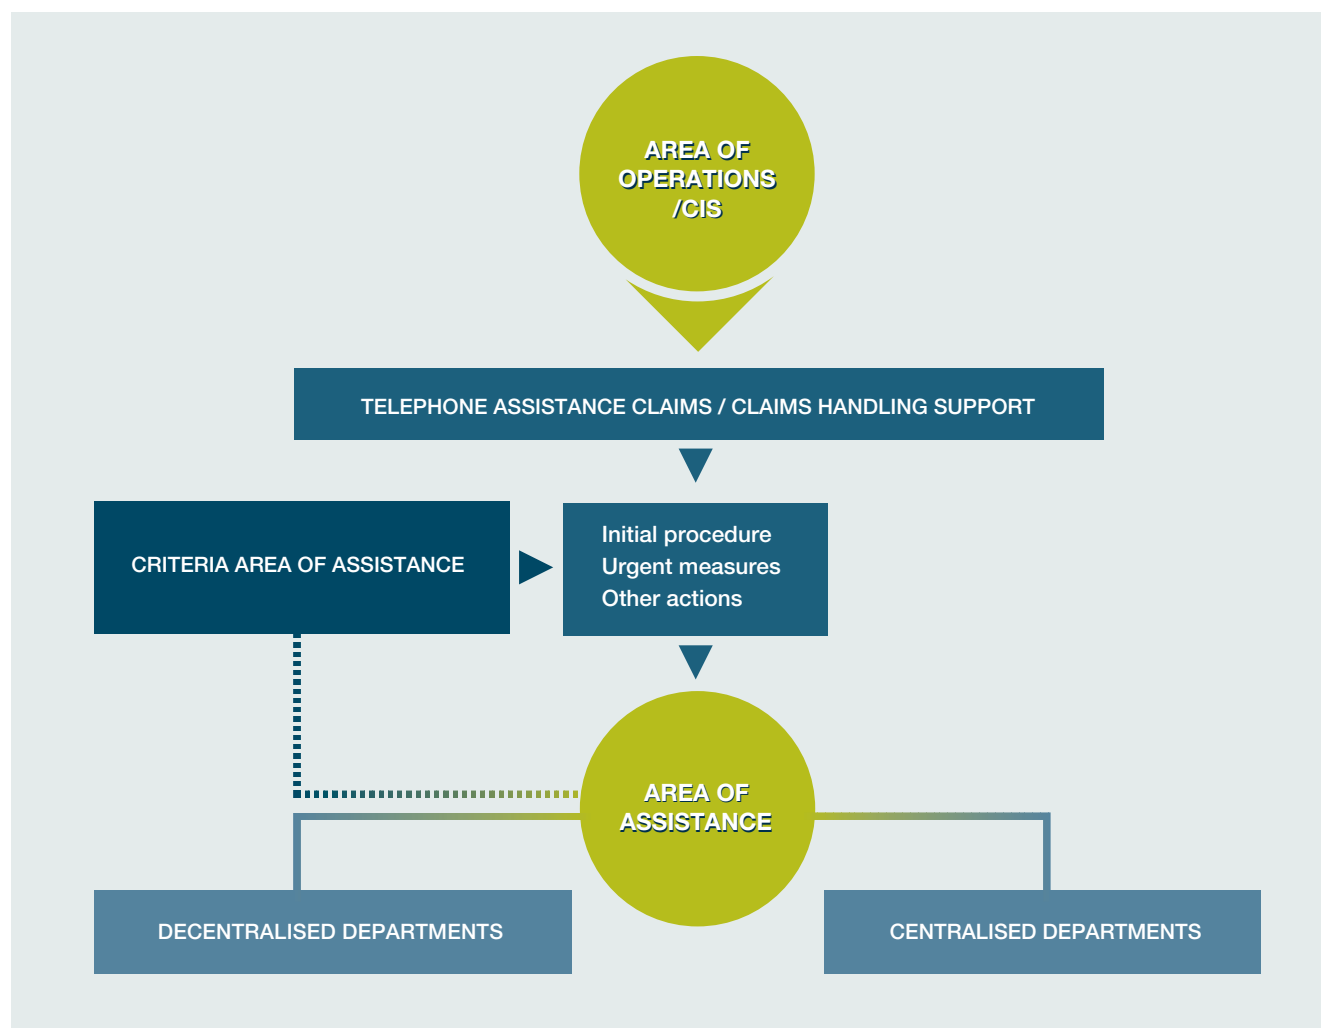 AREA OF
OPERATIONS
/CIS
TELEPHONE ASSISTANCE CLAIMS / CLAIMS HANDLING SUPPORT
CRITERIA AREA OF ASSISTANCE
Initial procedure
Urgent measures
Other actions
AREA OF
ASSISTANCE
DECENTRALISED DEPARTMENTS
CENTRALISED DEPARTMENTS